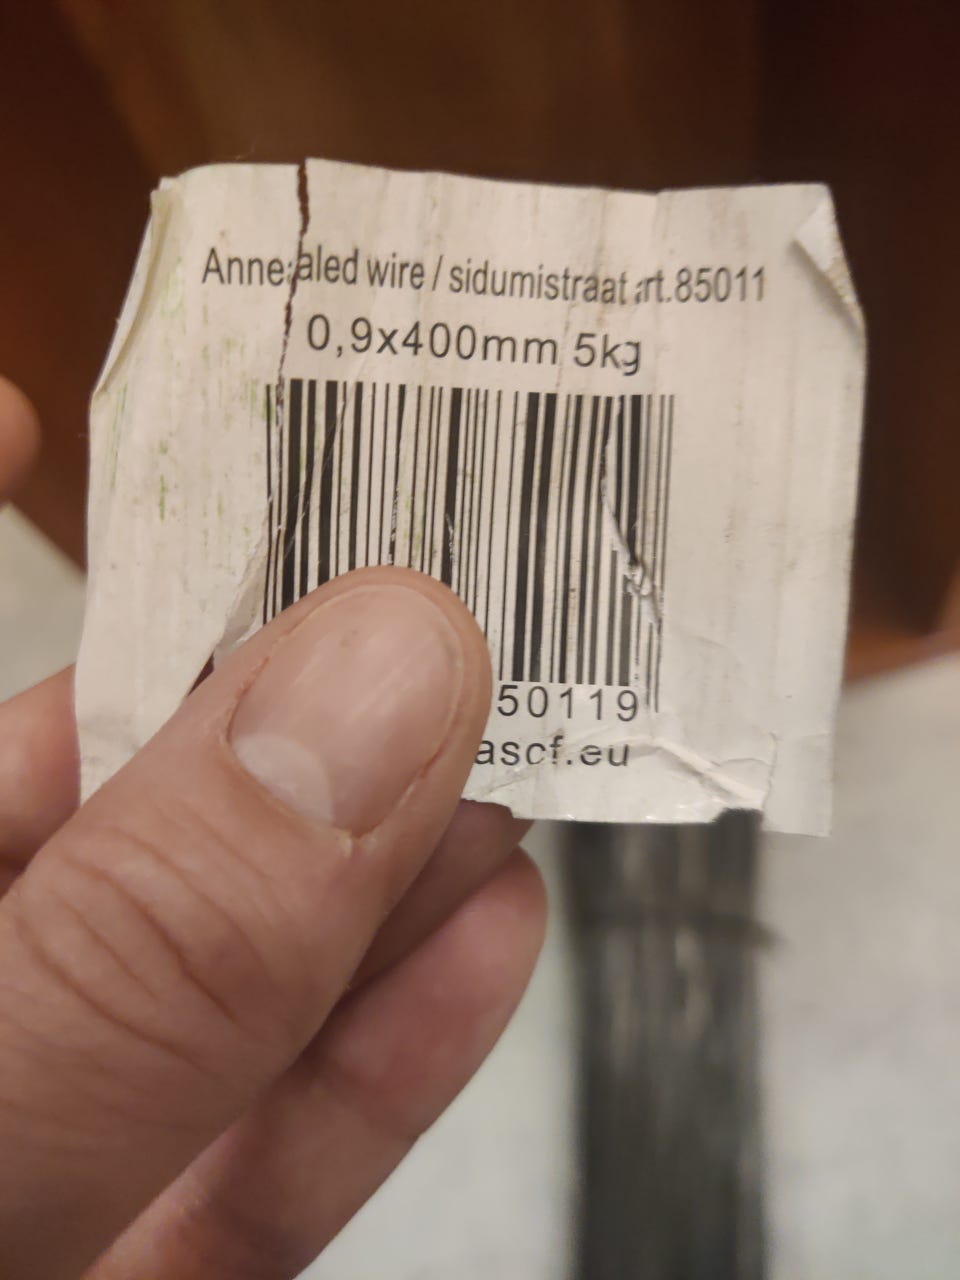 Annealed wire / sidumistraat art.85011
0,9x400mm 5kg
50119
ascf.eu